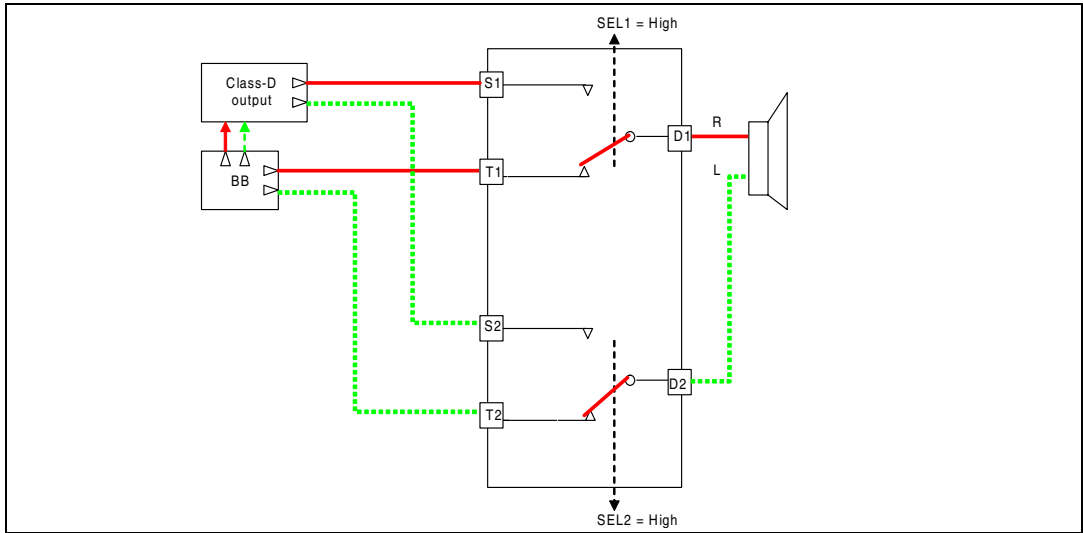 SEL1 = High
Class-D
output
S1
R
D1
BB
T1
L
S2
D2
T2
SEL2 = High